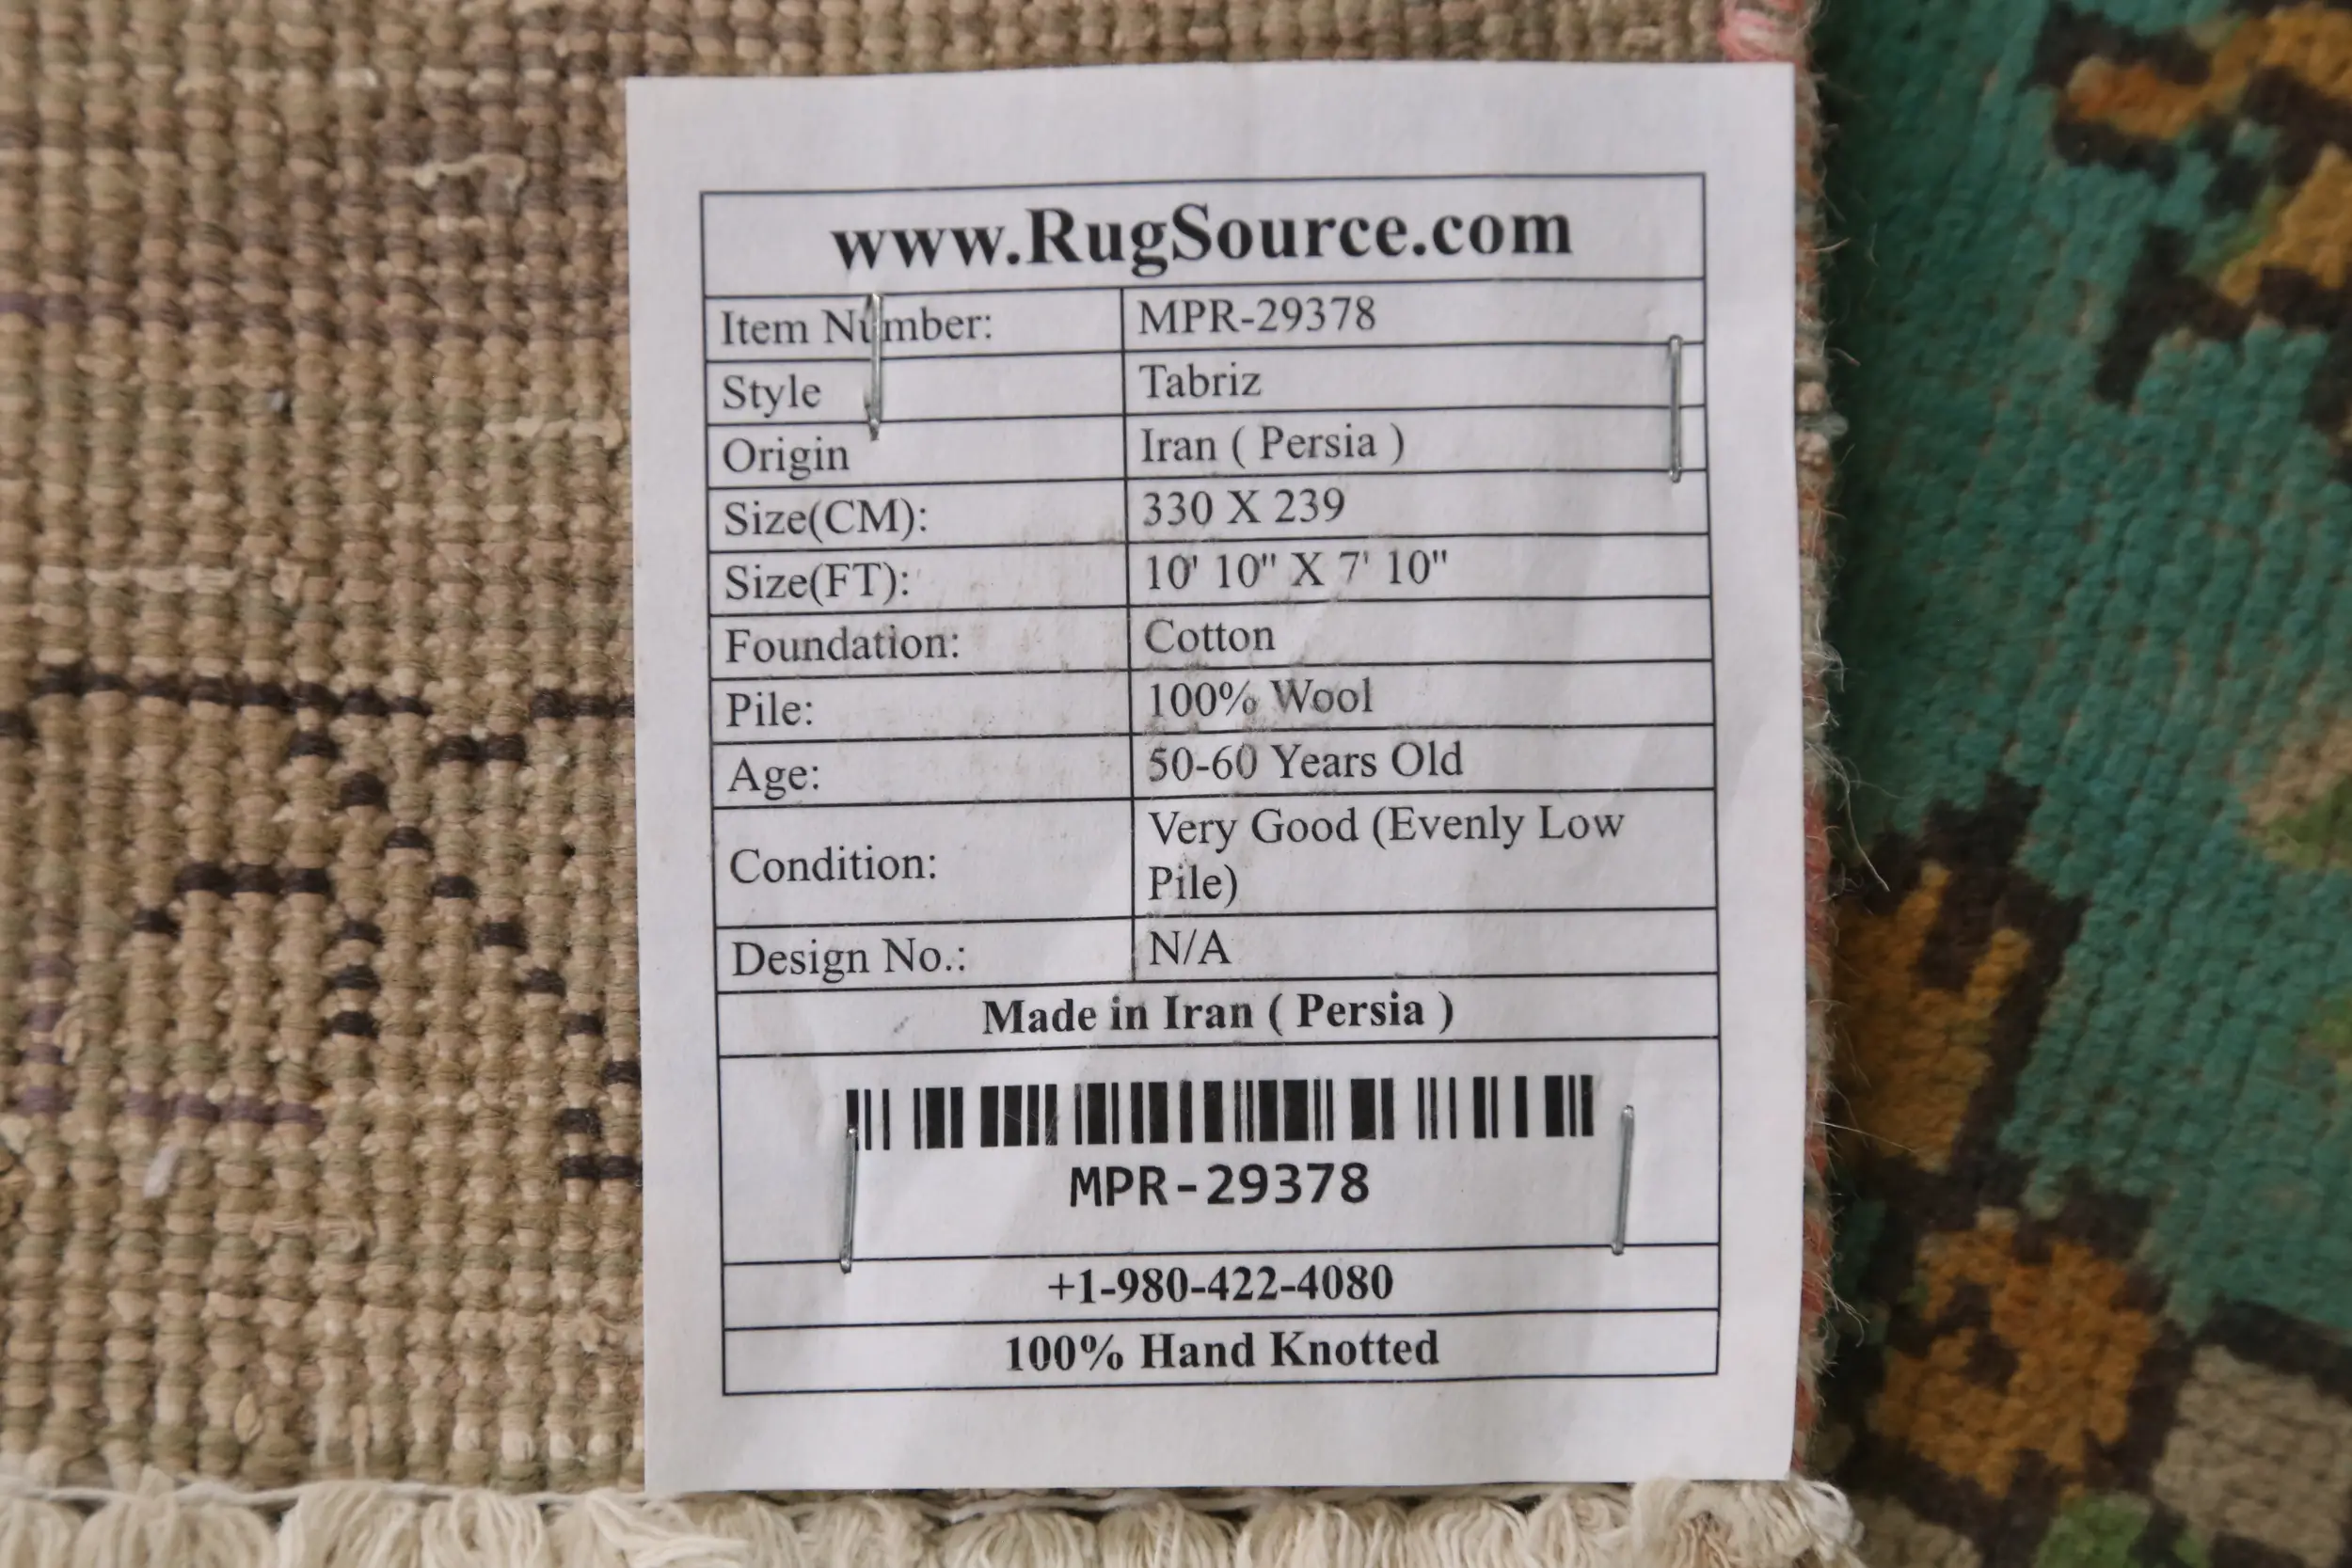 www.RugSource.com
Item Number: MPR-29378
Style Tabriz
Origin Iran ( Persia )
Size(CM): 330 X 239
Size(FT): 10' 10" X 7' 10"
Foundation: Cotton
Pile: 100% Wool
Age: 50-60 Years Old
Condition: Very Good (Evenly Low
Pile)
Design No.: N/A
Made in Iran ( Persia )
MPR-29378
+1-980-422-4080
100% Hand Knotted